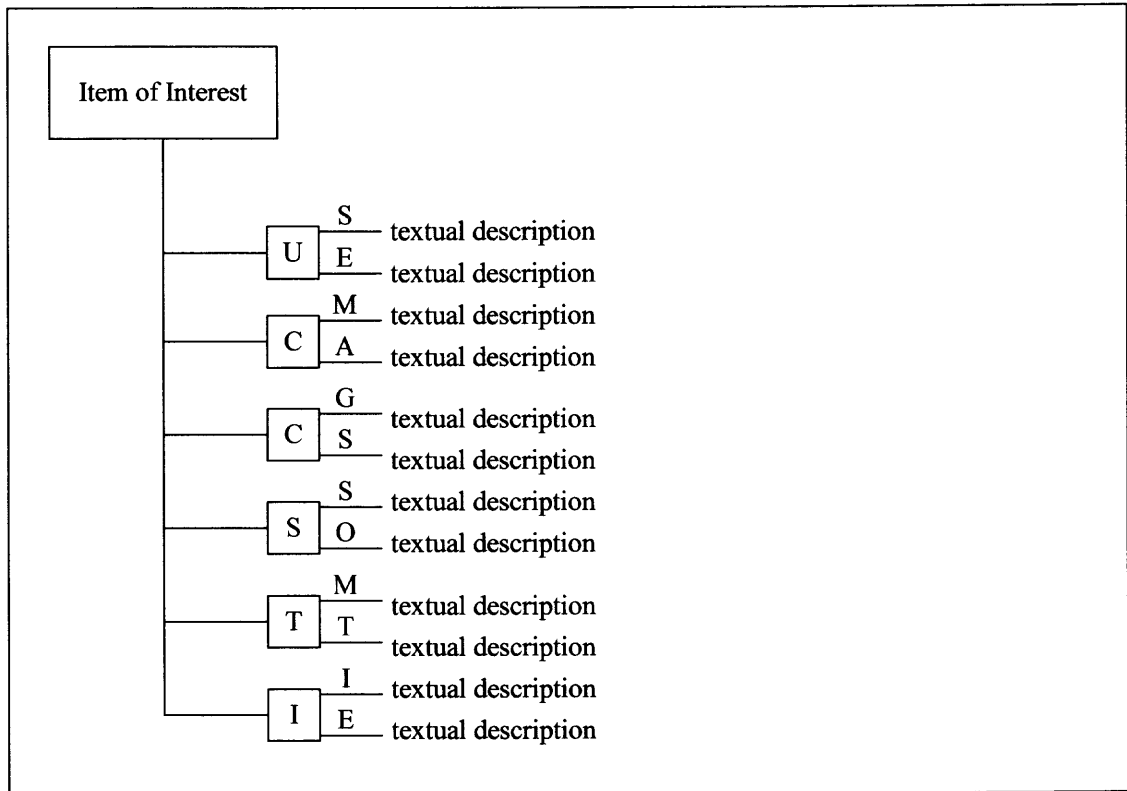 Item of Interest
S textual description
U
E textual description
M textual description
C
A textual description
G textual description
C
S textual description
S textual description
S
O textual description
M textual description
T
T textual description
I textual description
I
E textual description